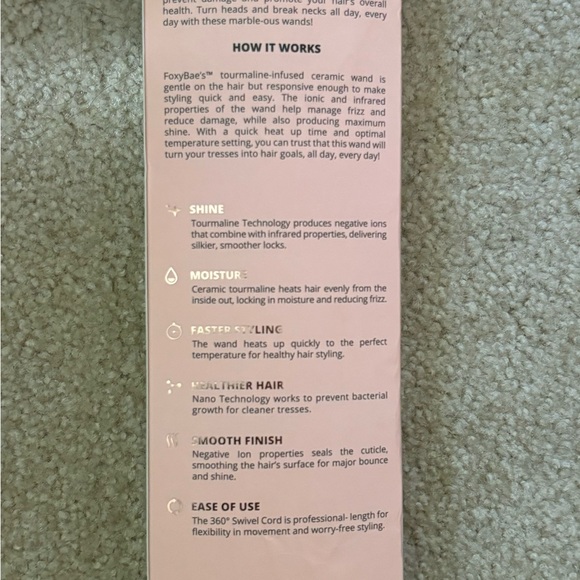 prevent damage and promote your hair's overall
health. Turn heads and break necks all day, every
day with these marble-ous wands!
HOW IT WORKS
FoxyBae's™ tourmaline-infused ceramic wand is
gentle on the hair but responsive enough to make
styling quick and easy. The ionic and infrared
properties of the wand help manage frizz and
reduce damage, while also producing maximum
shine. With a quick heat up time and optimal
temperature setting, you can trust that this wand will
turn your tresses into hair goals, all day, every day!
SHINE
Tourmaline Technology produces negative ions
that combine with infrared properties, delivering
silkier, smoother locks.
MOISTURE
Ceramic tourmaline heats hair evenly from the
inside out, locking in moisture and reducing frizz.
FASTER STYLING
The wand heats up quickly to the perfect
temperature for healthy hair styling.
HEALTHIER HAIR
Nano Technology works to prevent bacterial
growth for cleaner tresses.
SMOOTH FINISH
Negative Ion properties seals the cuticle,
smoothing the hair's surface for major bounce
and shine.
EASE OF USE
The 360° Swivel Cord is professional- length for
flexibility in movement and worry-free styling.